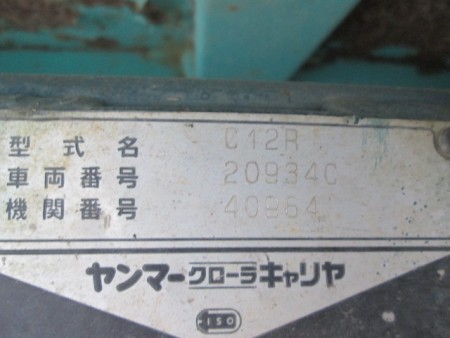 型式名 C12R
車両番号 20934C
機関番号 40964
ヤンマークローラキャリヤ
ISO